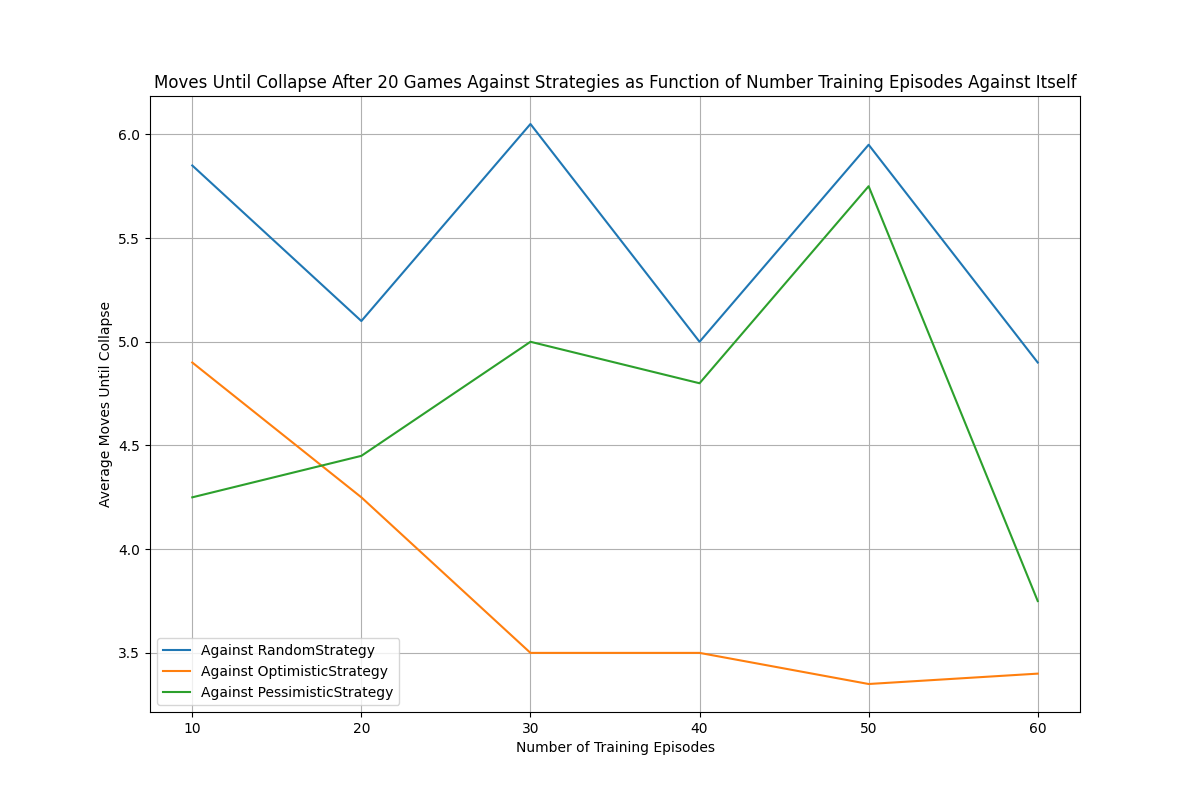 Moves Until Collapse After 20 Games Against Strategies as Function of Number Training Episodes Against Itself
Average Moves Until Collapse
6.0
5.5
5.0
4.5
4.0
3.5
Against RandomStrategy
Against OptimisticStrategy
Against PessimisticStrategy
10 20 30 40 50 60
Number of Training Episodes